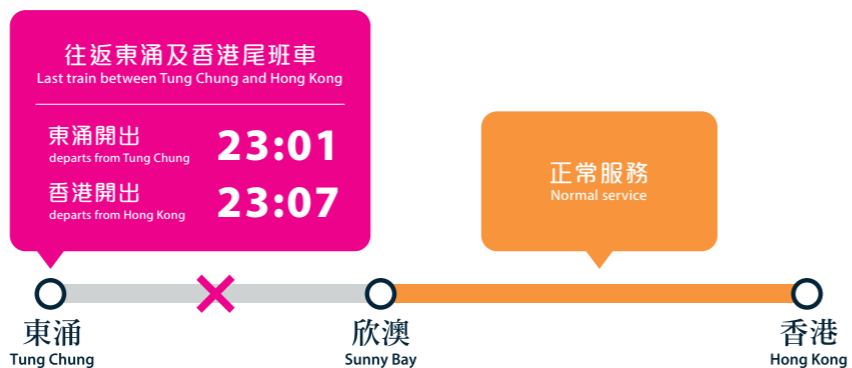 往返東涌及香港尾班車
Last train between Tung Chung and Hong Kong
東涌開出
departs from Tung Chung
23:01
香港開出
departs from Hong Kong
23:07
正常服務
Normal service
東涌
Tung Chung
欣澳
Sunny Bay
香港
Hong Kong